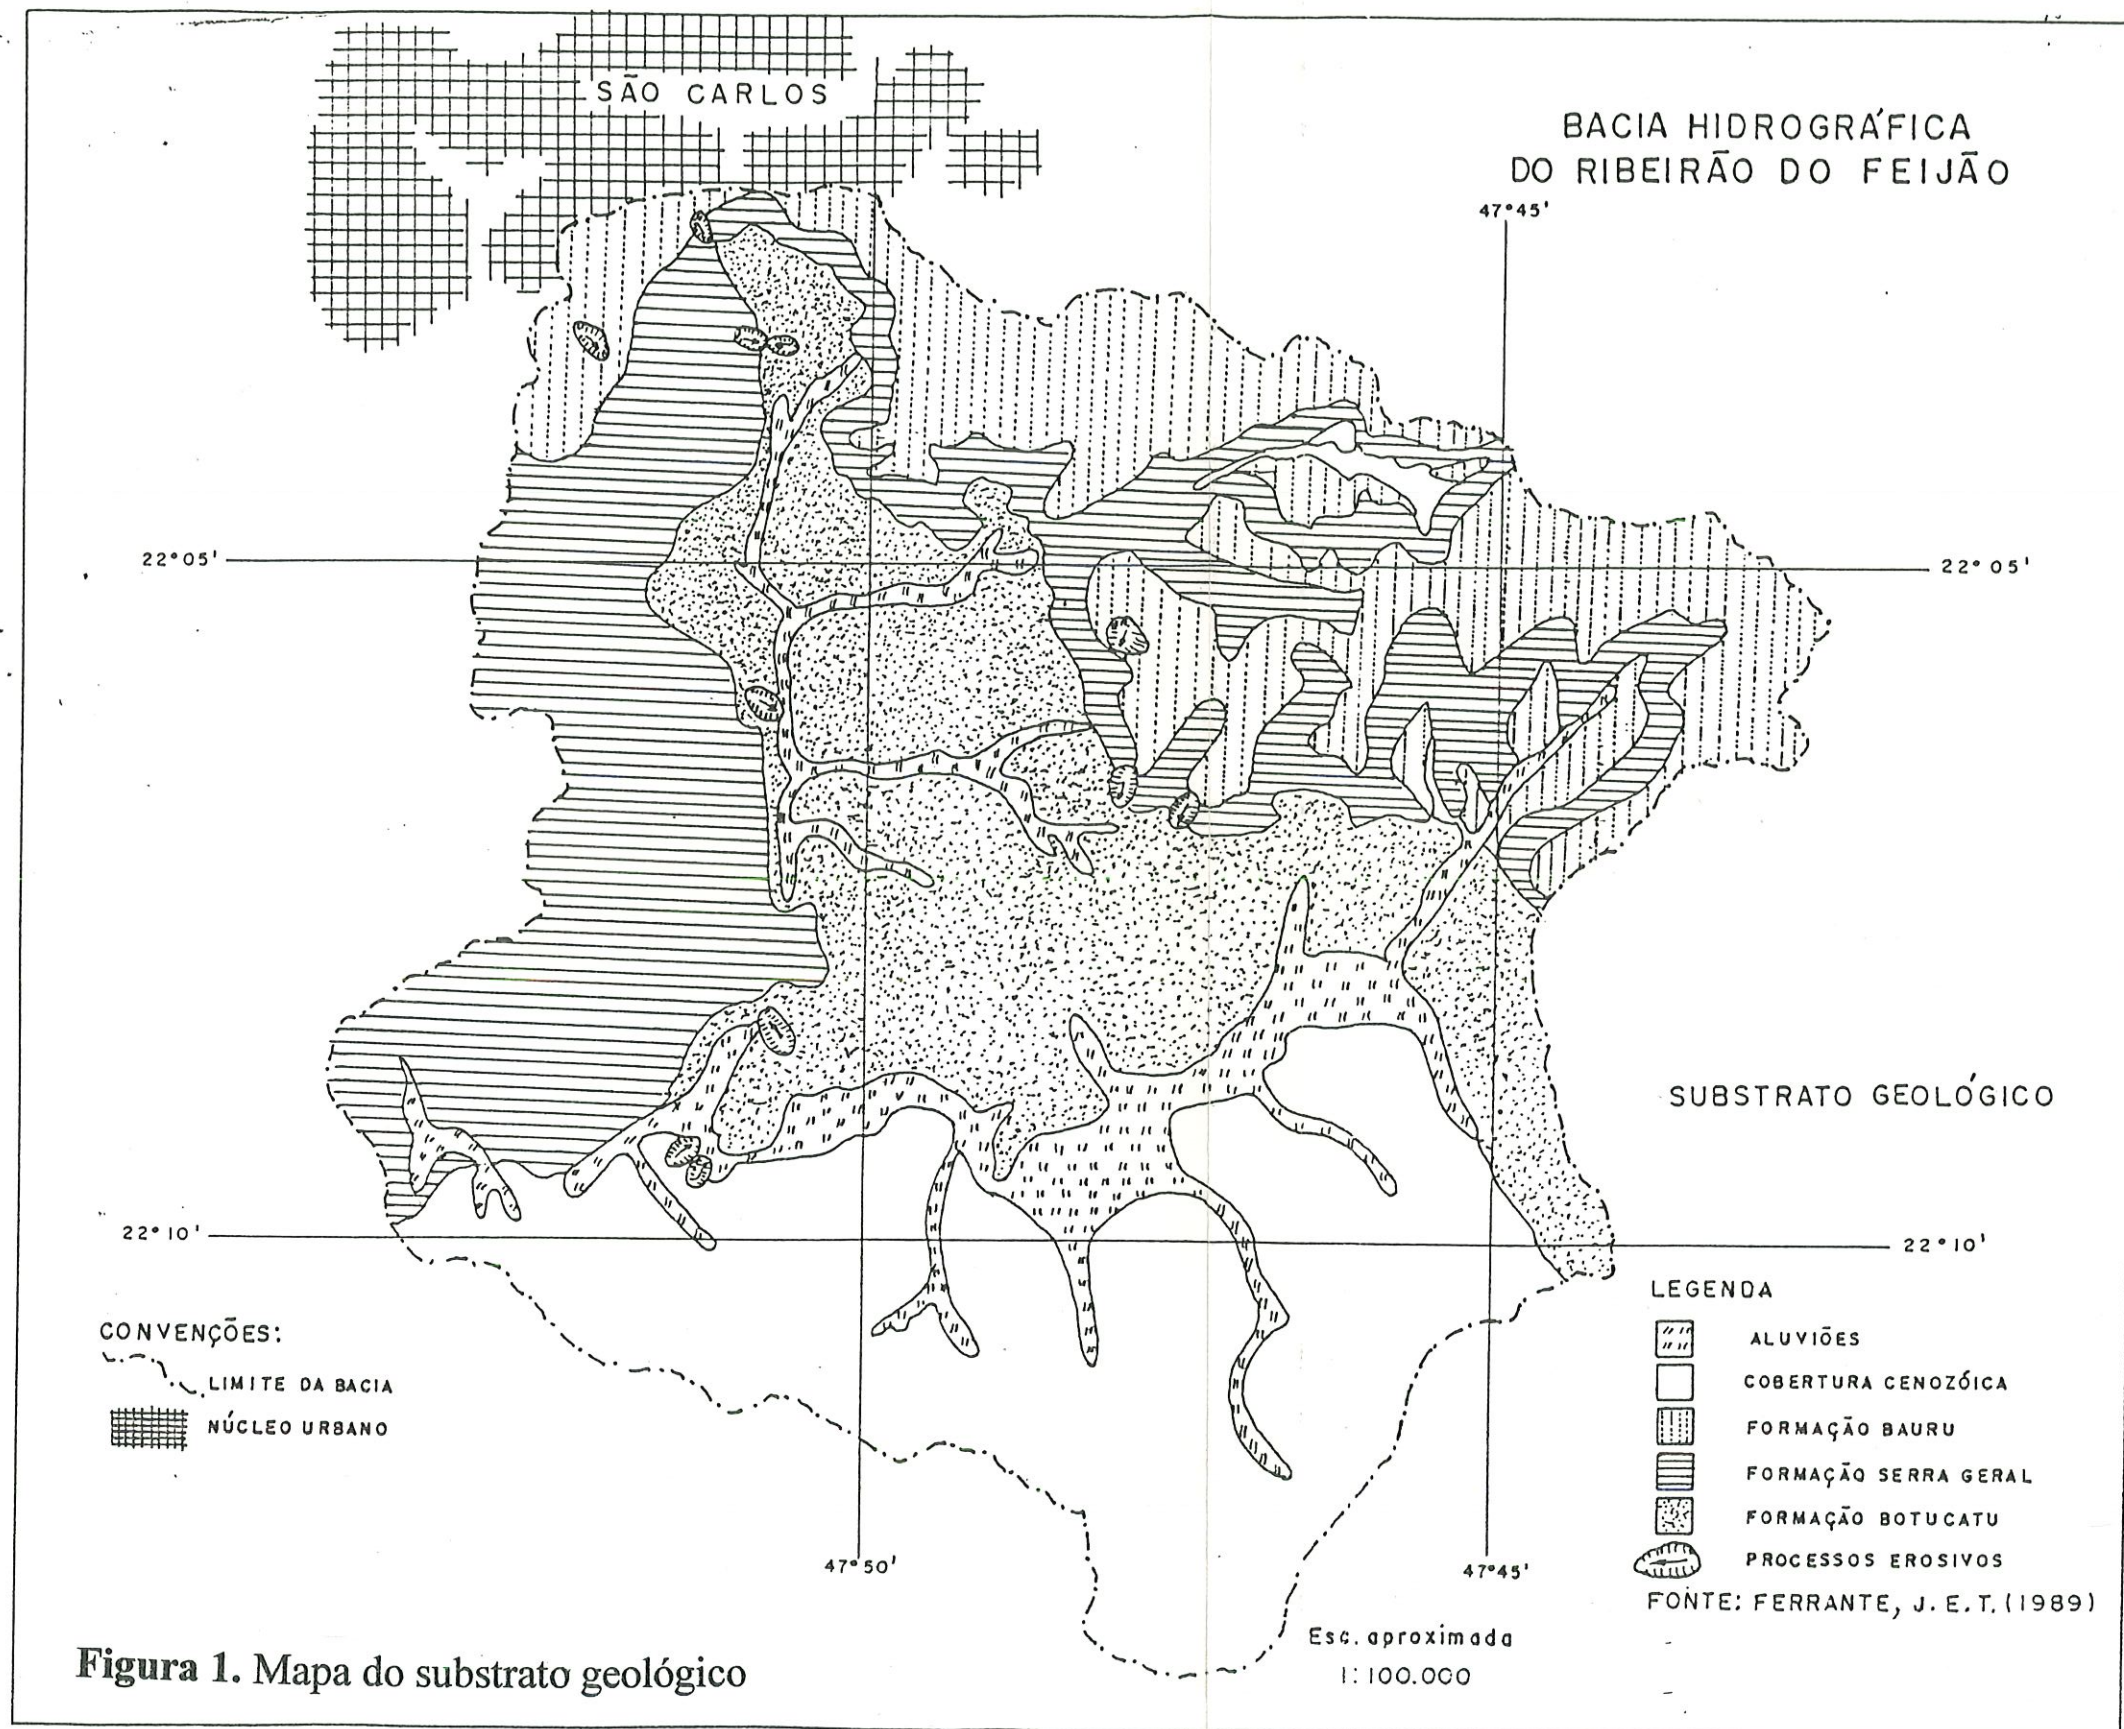 SÃO CARLOS
BACIA HIDROGRÁFICA
DO RIBEIRÃO DO FEIJÃO
47°45'
22°05'
22°05'
SUBSTRATO GEOLÓGICO
22°10'
22°10'
CONVENÇÕES:
LIMITE DA BACIA
NÚCLEO URBANO
LEGENDA
ALUVIÕES
COBERTURA CENOZÓICA
FORMAÇÃO BAURU
FORMAÇÃO SERRA GERAL
FORMAÇÃO BOTUCATU
PROCESSOS EROSIVOS
FONTE: FERRANTE, J. E. T. (1989)
47°50'
47°45'
Esc. aproximada
1:100.000
Figura 1. Mapa do substrato geológico